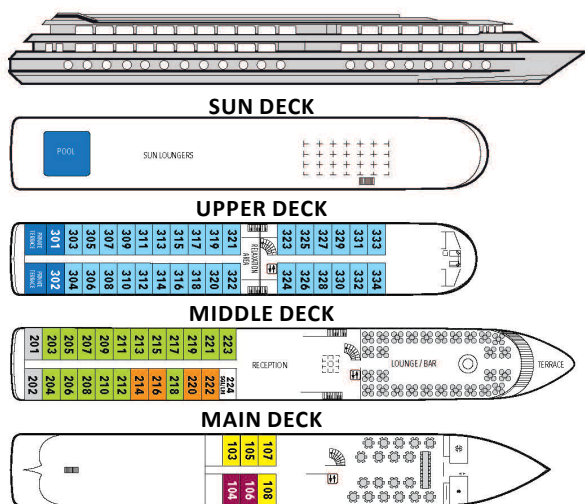 SUN DECK
POOL
SUN LOUNGERS
UPPER DECK
PRIVATE TERRACE 301 303 305 307 309 311 313 315 317 319 321 323 325 327 329 331 333
RELAXATION AREA
PRIVATE TERRACE 302 304 306 308 310 312 314 316 318 320 322 324 326 328 330 332 334
MIDDLE DECK
201 203 205 207 209 211 213 215 217 219 221 223
RECEPTION
LOUNGE/BAR
TERRACE
202 204 206 208 210 212 214 216 218 220 222 224
MAIN DECK
103 105 107
104 106 108